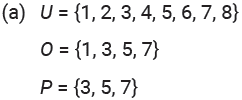 (a) U = {1, 2, 3, 4, 5, 6, 7, 8}
O = {1, 3, 5, 7}
P = {3, 5, 7}